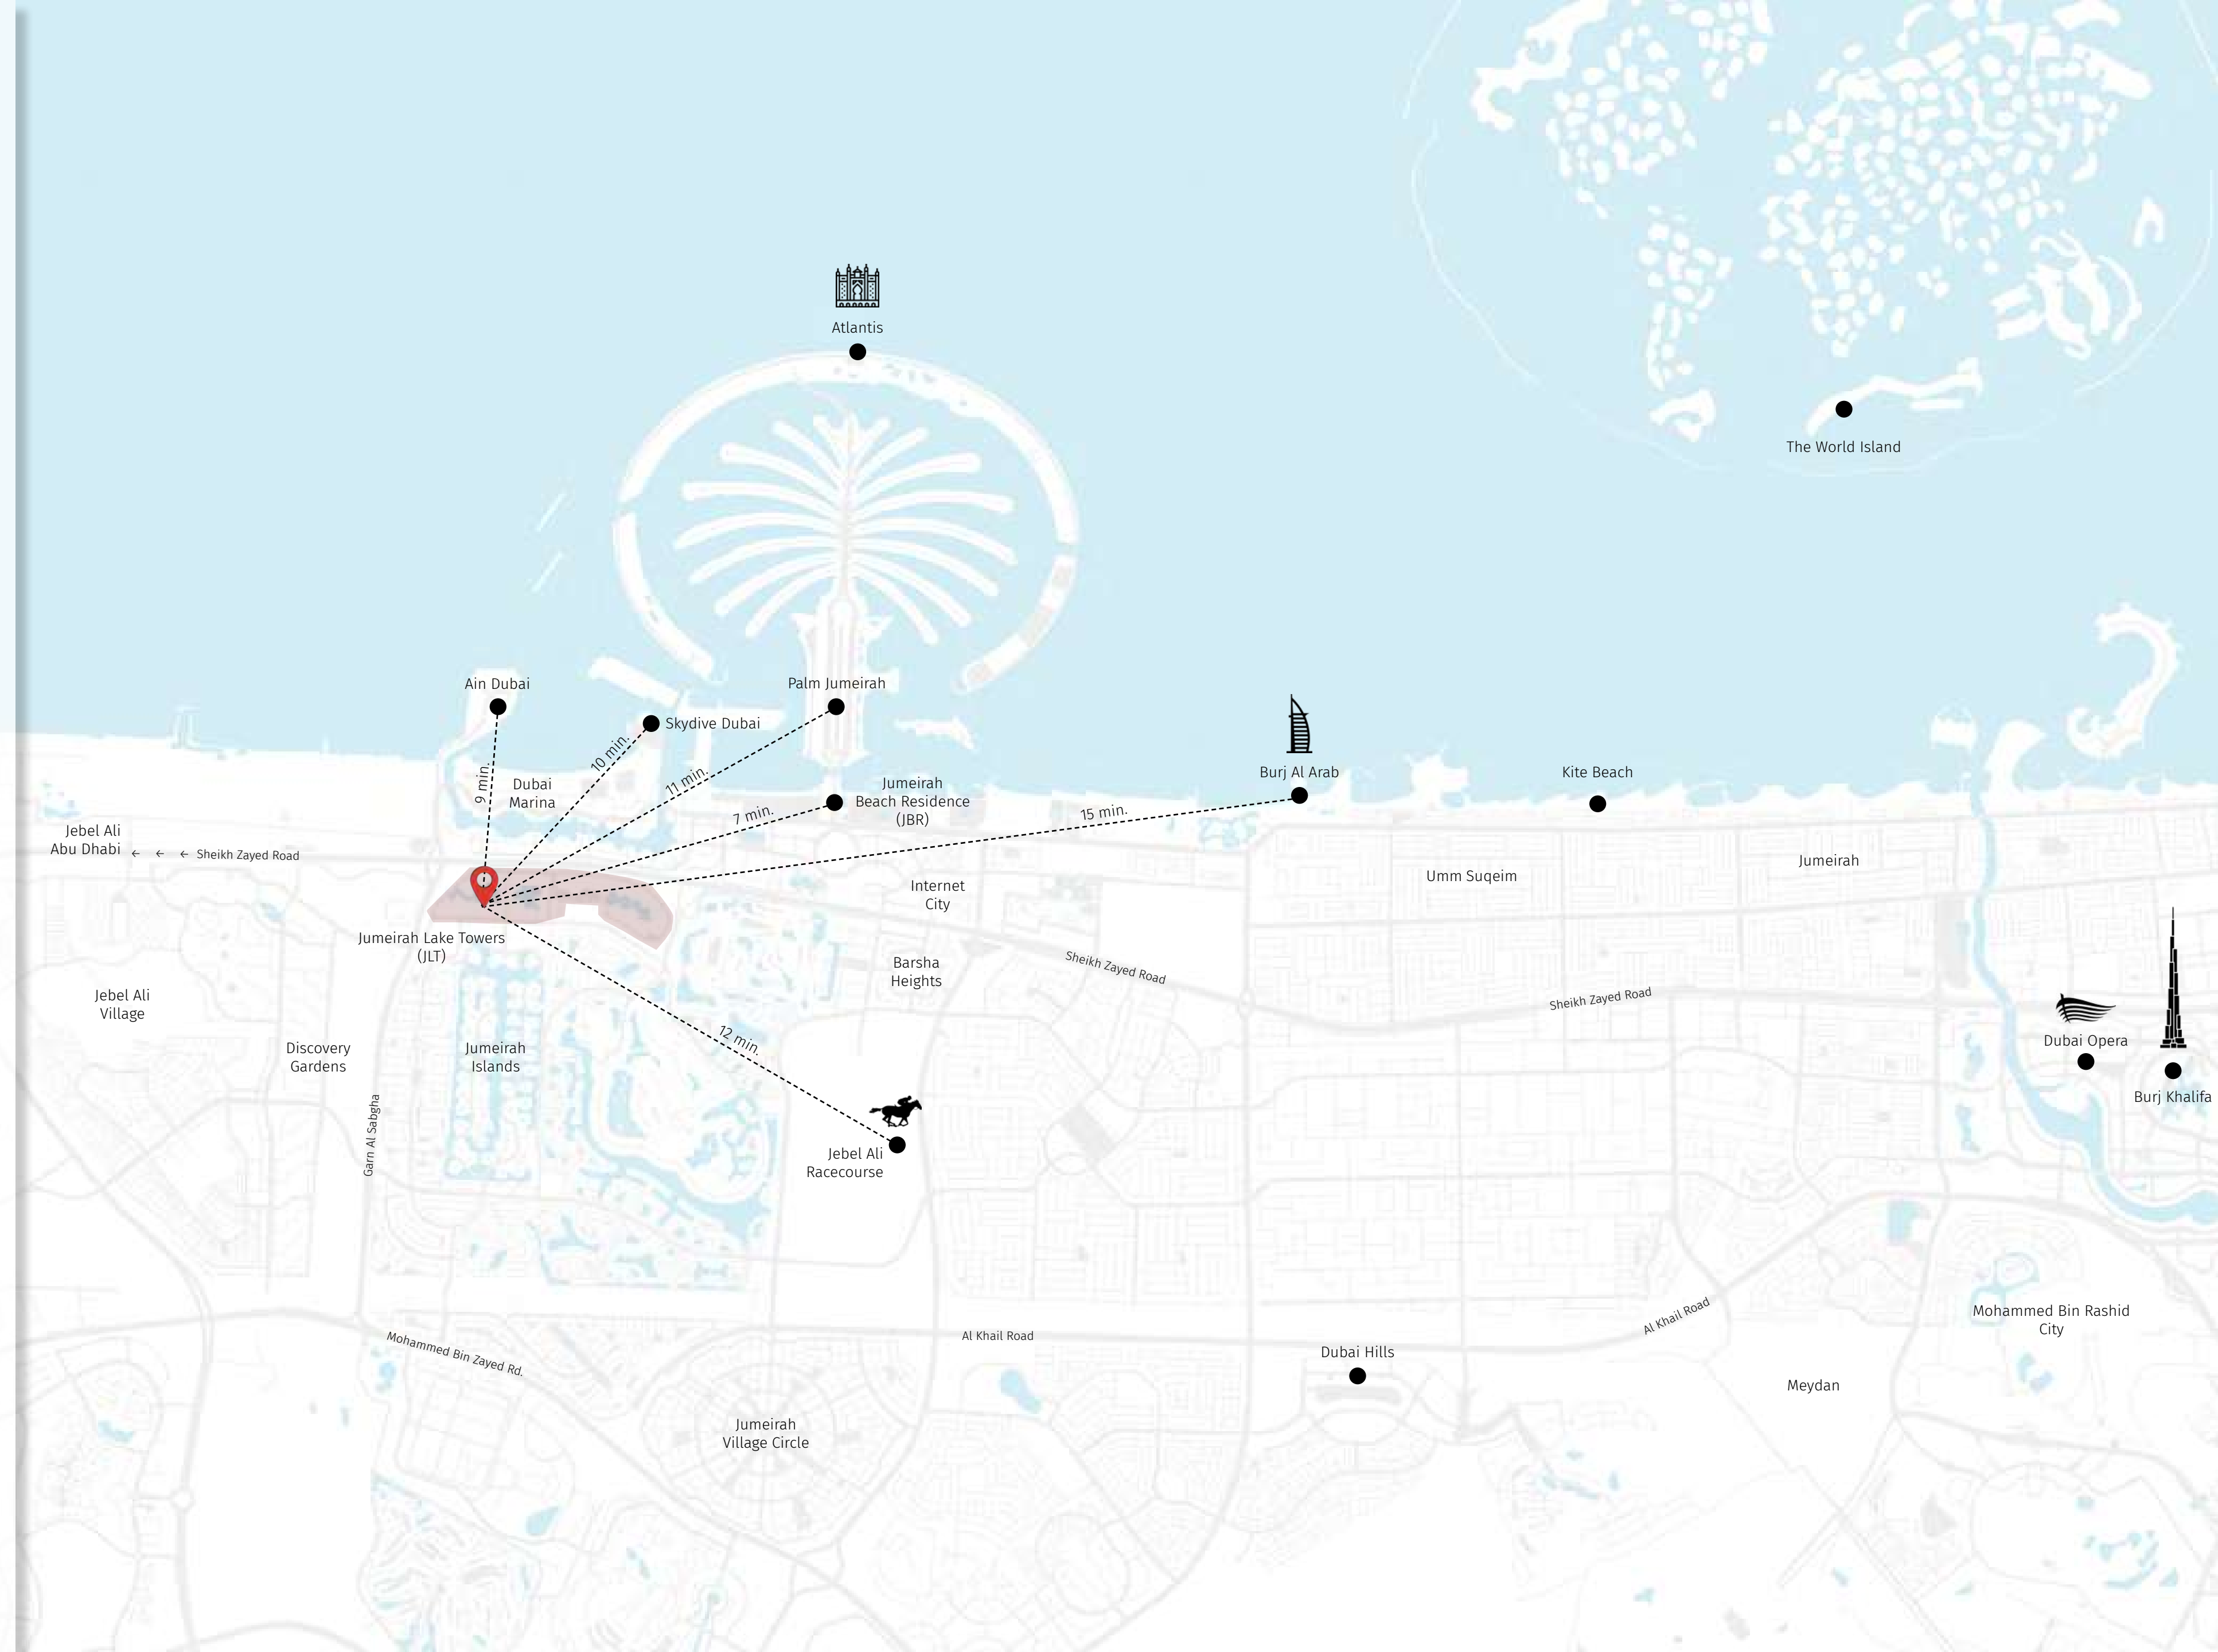 Atlantis
The World Island
Ain Dubai
Palm Jumeirah
Skydive Dubai
10 min.
9 min.
11 min.
Dubai
Marina
7 min.
Jumeirah
Beach Residence
(JBR)
15 min.
Burj Al Arab
Kite Beach
Jebel Ali
Abu Dhabi
← ← ← Sheikh Zayed Road
Jumeirah
Umm Suqeim
Internet
City
Jumeirah Lake Towers
(JLT)
Barsha
Heights
Sheikh Zayed Road
Sheikh Zayed Road
Jebel Ali
Village
Discovery
Gardens
Jumeirah
Islands
12 min.
Dubai Opera
Burj Khalifa
Garn Al Sabgha
Jebel Ali
Racecourse
Mohammed Bin Zayed Rd.
Al Khail Road
Al Khail Road
Mohammed Bin Rashid
City
Dubai Hills
Meydan
Jumeirah
Village Circle